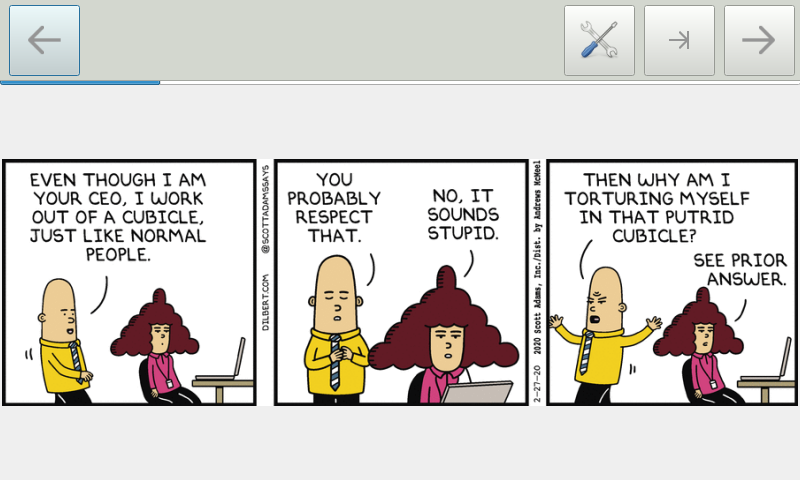 EVEN THOUGH I AM
YOUR CEO, I WORK
OUT OF A CUBICLE,
JUST LIKE NORMAL
PEOPLE.
DILBERT.COM @SCOTTADAMSSAYS
YOU
PROBABLY
RESPECT
THAT.
NO, IT
SOUNDS
STUPID.
2-27-20 2020 Scott Adams, Inc./Dist. by Andrews McMeel
THEN WHY AM I
TORTURING MYSELF
IN THAT PUTRID
CUBICLE?
SEE PRIOR
ANSWER.